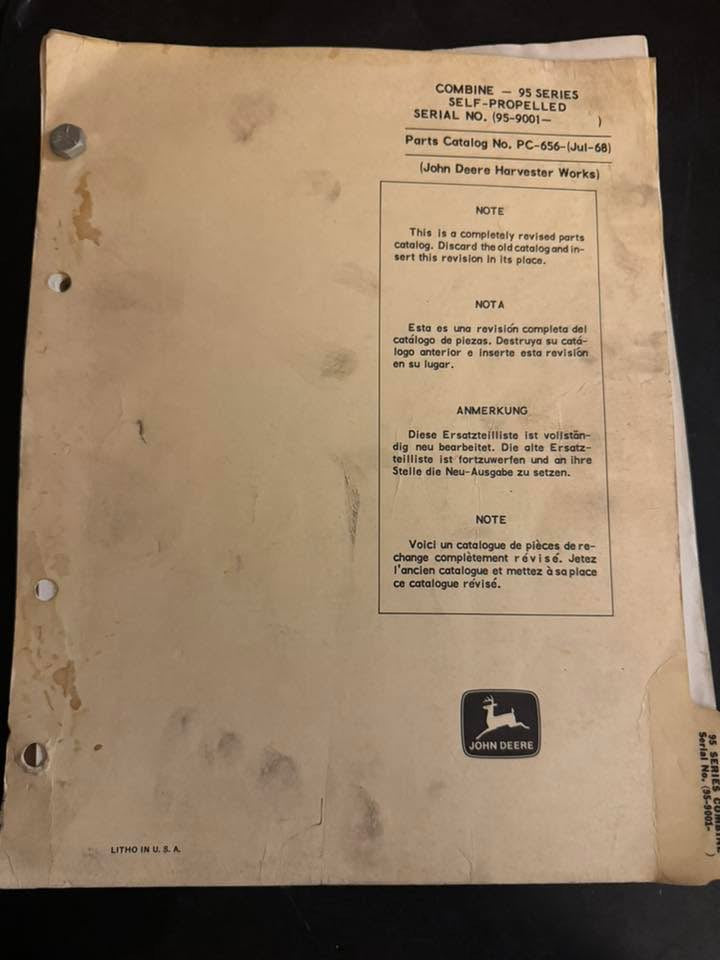 COMBINE — 95 SERIES
SELF-PROPELLED
SERIAL NO. (95-9001— )
Parts Catalog No. PC-656-(Jul-68)
(John Deere Harvester Works)
NOTE
This is a completely revised parts
catalog. Discard the old catalog and in-
sert this revision in its place.
NOTA
Esta es una revisión completa del
catálogo de piezas. Destruya su catá-
logo anterior e inserte esta revisión
en su lugar.
ANMERKUNG
Diese Ersatzteilliste ist vollstän-
dig neu bearbeitet. Die alte Ersatz-
teilliste ist fortzuwerfen und an ihre
Stelle die Neu-Ausgabe zu setzen.
NOTE
Voici un catalogue de pièces de re-
change complètement révisé. Jetez
l'ancien catalogue et mettez à sa place
ce catalogue révisé.
JOHN DEERE
LITHO IN U. S. A.
95 SERIES COMBINE
Serial No. (95-9001- )